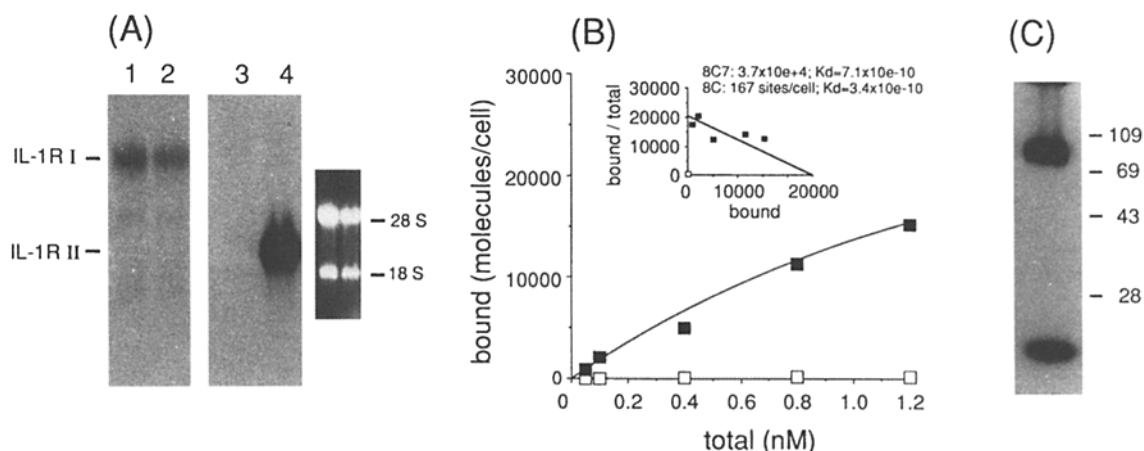 (A)
1 2 3 4
IL-1R I
IL-1R II
28 S
18 S
(B)
8C7: 3.7x10e+4; Kd=7.1x10e-10
8C: 167 sites/cell; Kd=3.4x10e-10
30000
20000
10000
0
bound / total
0 10000 20000
bound
30000
25000
20000
15000
10000
5000
0
bound (molecules/cell)
0 0.2 0.4 0.6 0.8 1.0 1.2
total (nM)
(C)
109
69
43
28